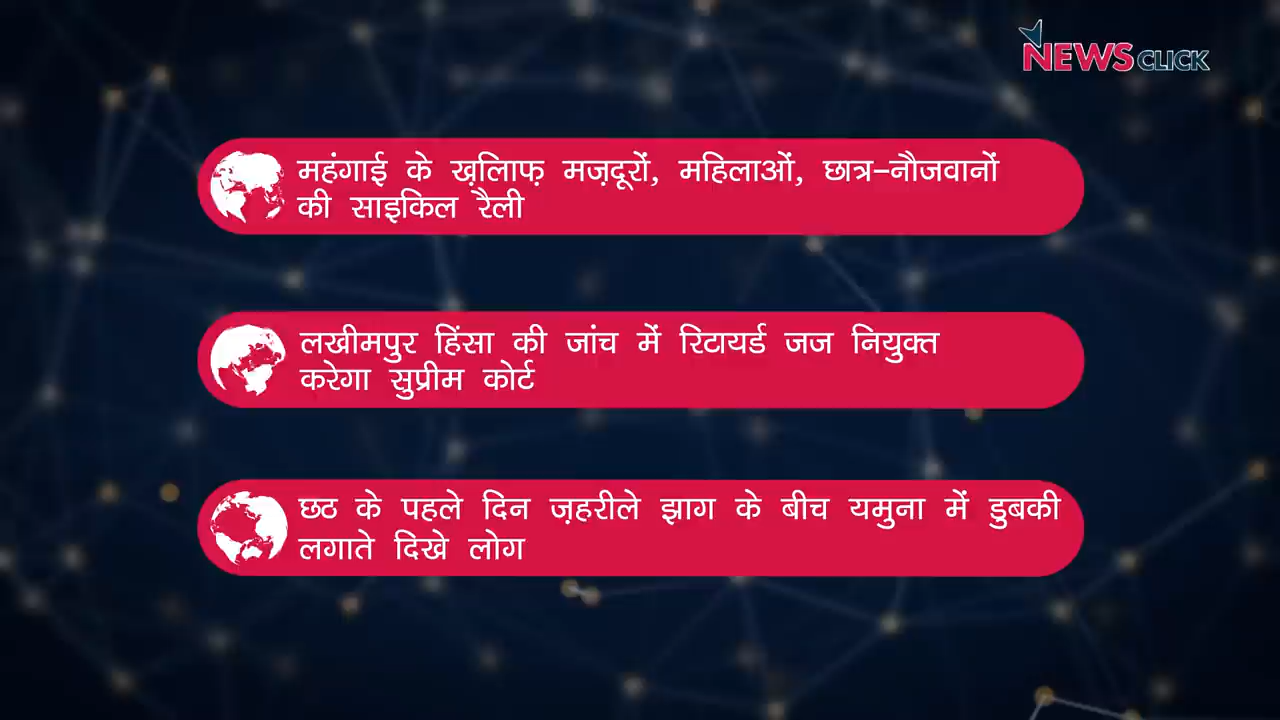 NEWSCLICK
महंगाई के ख़िलाफ़ मज़दूरों, महिलाओं, छात्र-नौजवानों
की साइकिल रैली
लखीमपुर हिंसा की जांच में रिटायर्ड जज नियुक्त
करेगा सुप्रीम कोर्ट
छठ के पहले दिन ज़हरीले झाग के बीच यमुना में डुबकी
लगाते दिखे लोग